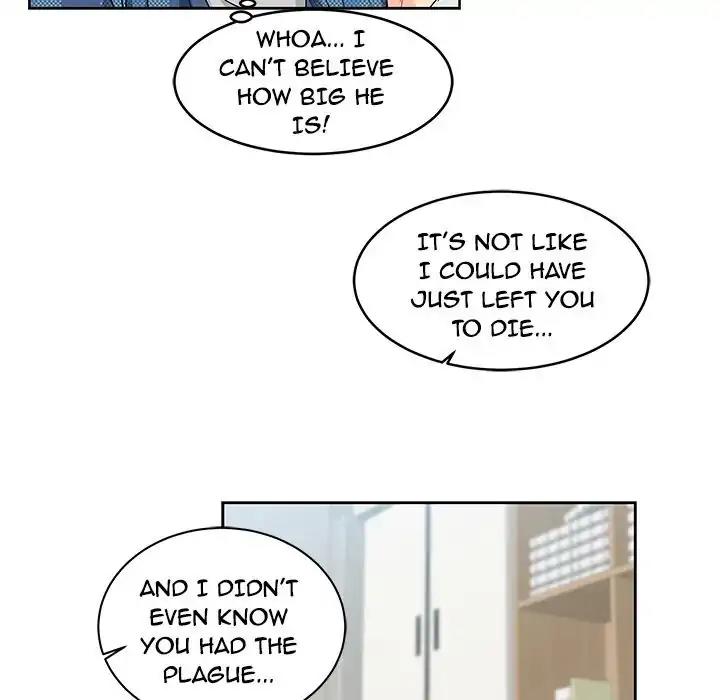 WHOA... I
CAN'T BELIEVE
HOW BIG HE
IS!
IT'S NOT LIKE
I COULD HAVE
JUST LEFT YOU
TO DIE...
AND I DIDN'T
EVEN KNOW
YOU HAD THE
PLAGUE...